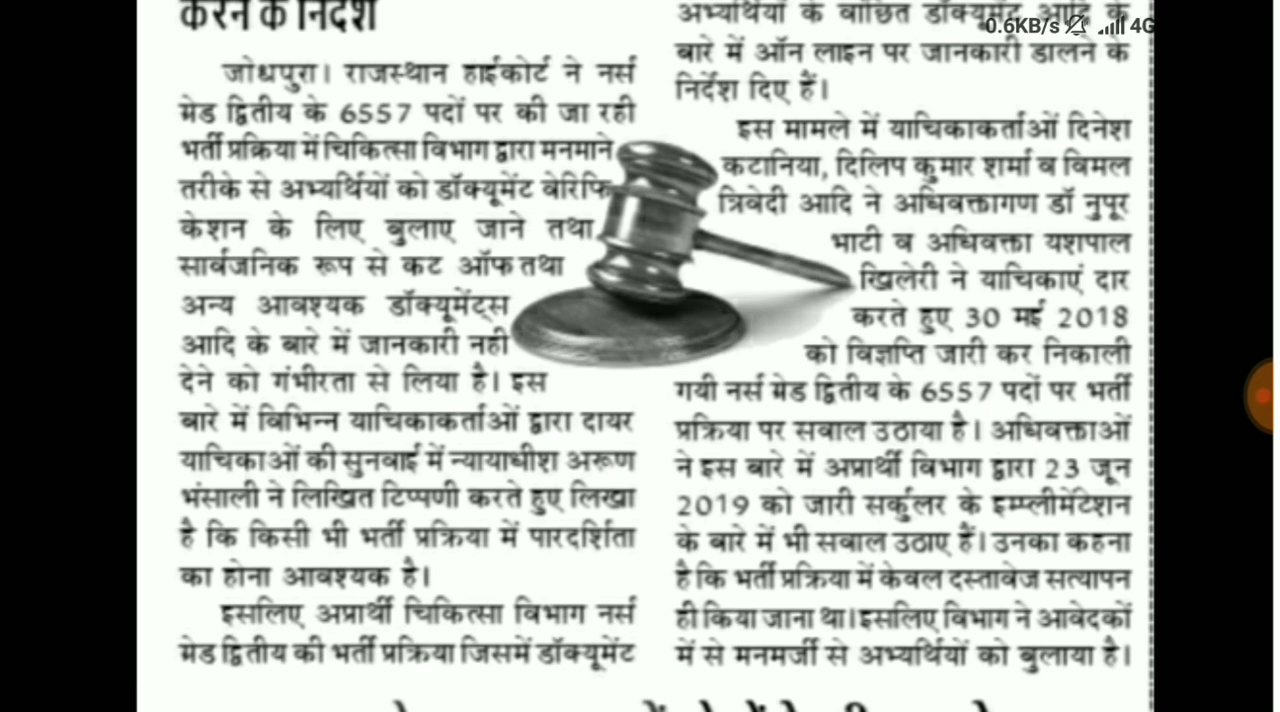 करने के निर्देश
जोधपुरा। राजस्थान हाईकोर्ट ने नर्स
ग्रेड द्वितीय के 6557 पदों पर की जा रही
भर्ती प्रक्रिया में चिकित्सा विभाग द्वारा मनमाने
तरीके से अभ्यर्थियों को डॉक्यूमेंट वेरिफि
केशन के लिए बुलाए जाने तथा
सार्वजनिक रूप से कट ऑफ तथा
अन्य आवश्यक डॉक्यूमेंट्स
आदि के बारे में जानकारी नही
देने को गंभीरता से लिया है। इस
बारे में विभिन्न याचिकाकर्ताओं द्वारा दायर
याचिकाओं की सुनवाई में न्यायाधीश अरूण
भंसाली ने लिखित टिप्पणी करते हुए लिखा
है कि किसी भी भर्ती प्रक्रिया में पारदर्शिता
का होना आवश्यक है।
इसलिए अप्रार्थी चिकित्सा विभाग नर्स
ग्रेड द्वितीय की भर्ती प्रक्रिया जिसमें डॉक्यूमेंट
अभ्यर्थियों के वांछित डॉक्यूमेंट आदि के
0.6KB/s 4G
बारे में ऑन लाइन पर जानकारी डालने के
निर्देश दिए हैं।
इस मामले में याचिकाकर्ताओं दिनेश
कटानिया, दिलिप कुमार शर्मा व विमल
त्रिवेदी आदि ने अधिवक्तागण डॉ नुपूर
भाटी व अधिवक्ता यशपाल
खिलेरी ने याचिकाएं दार
करते हुए 30 मई 2018
को विज्ञप्ति जारी कर निकाली
गयी नर्स ग्रेड द्वितीय के 6557 पदों पर भर्ती
प्रक्रिया पर सवाल उठाया है। अधिवक्ताओं
ने इस बारे में अप्रार्थी विभाग द्वारा 23 जून
2019 को जारी सर्कुलर के इम्प्लीमेंटेशन
के बारे में भी सवाल उठाए हैं। उनका कहना
है कि भर्ती प्रक्रिया में केवल दस्तावेज सत्यापन
ही किया जाना था। इसलिए विभाग ने आवेदकों
में से मनमर्जी से अभ्यर्थियों को बुलाया है।